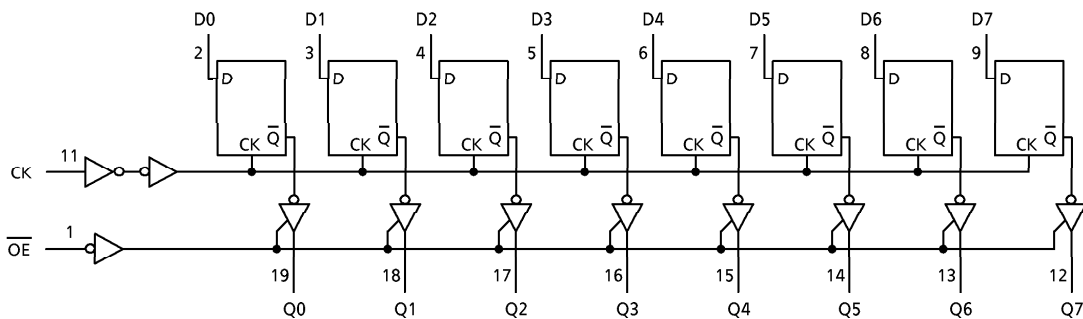 D0 D1 D2 D3 D4 D5 D6 D7
2 3 4 5 6 7 8 9
D D D D D D D D
Q̅ Q̅ Q̅ Q̅ Q̅ Q̅ Q̅ Q̅
CK CK CK CK CK CK CK CK
CK 11
O̅E̅ 1
19 18 17 16 15 14 13 12
Q0 Q1 Q2 Q3 Q4 Q5 Q6 Q7